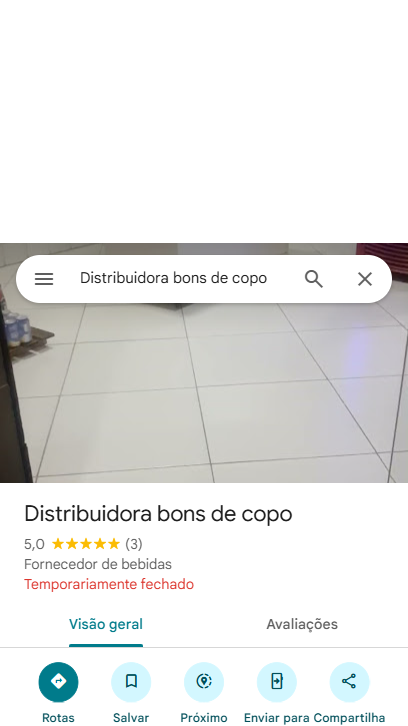 Distribuidora bons de copo
Distribuidora bons de copo
5,0 ★★★★★ (3)
Fornecedor de bebidas
Temporariamente fechado
Visão geral Avaliações
Rotas Salvar Próximo Enviar para Compartilha